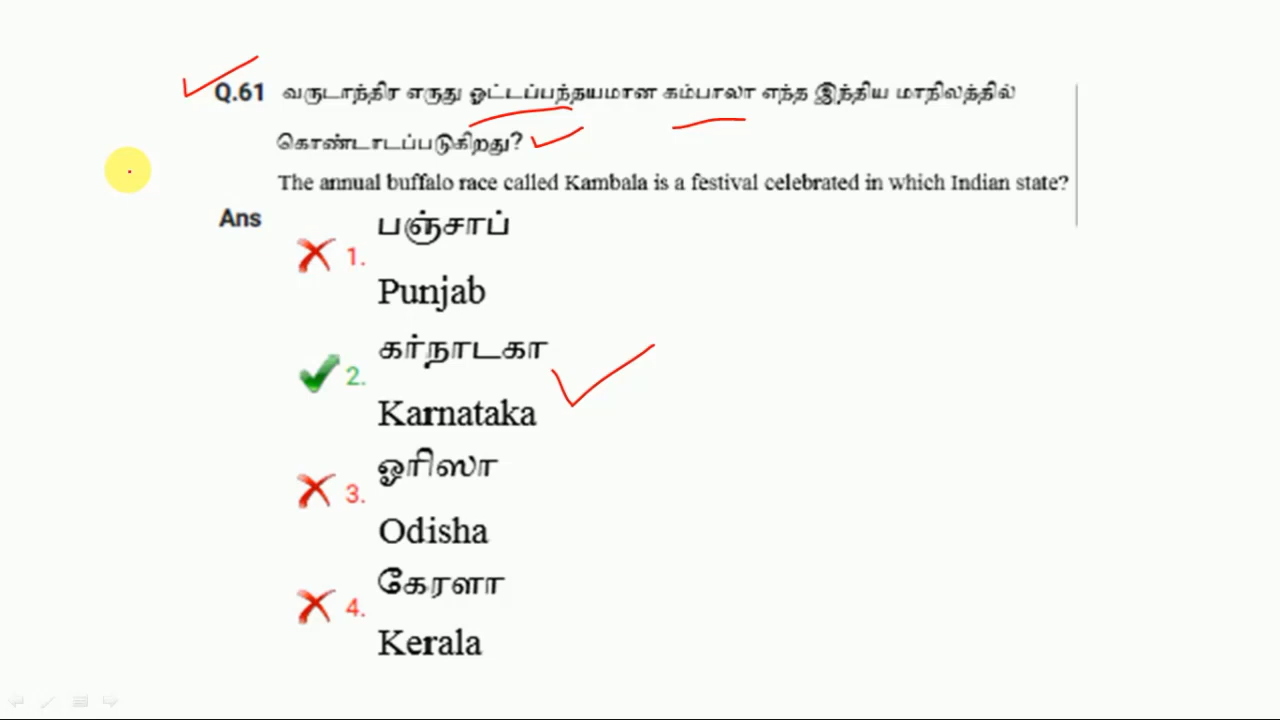 Q.61 வருடாந்திர எருது ஓட்டப்பந்தயமான கம்பாலா எந்த இந்திய மாநிலத்தில்
கொண்டாடப்படுகிறது?
The annual buffalo race called Kambala is a festival celebrated in which Indian state?
Ans
1. பஞ்சாப்
Punjab
2. கர்நாடகா
Karnataka
3. ஓரிஸா
Odisha
4. கேரளா
Kerala